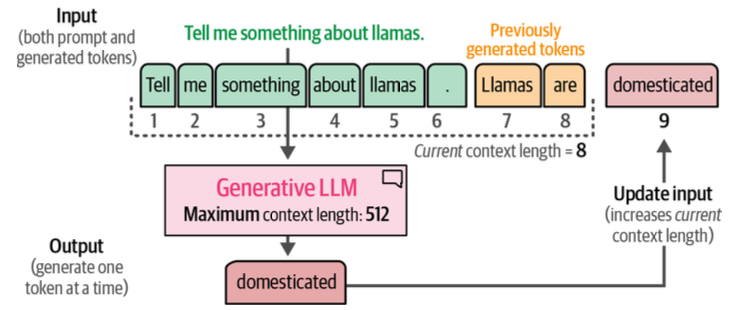 Input
(both prompt and
generated tokens)
Tell me something about llamas.
Previously
generated tokens
Tell me something about llamas . Llamas are domesticated
1 2 3 4 5 6 7 8 9
Current context length = 8
Generative LLM
Maximum context length: 512
Update input
(increases current
context length)
Output
(generate one
token at a time)
domesticated